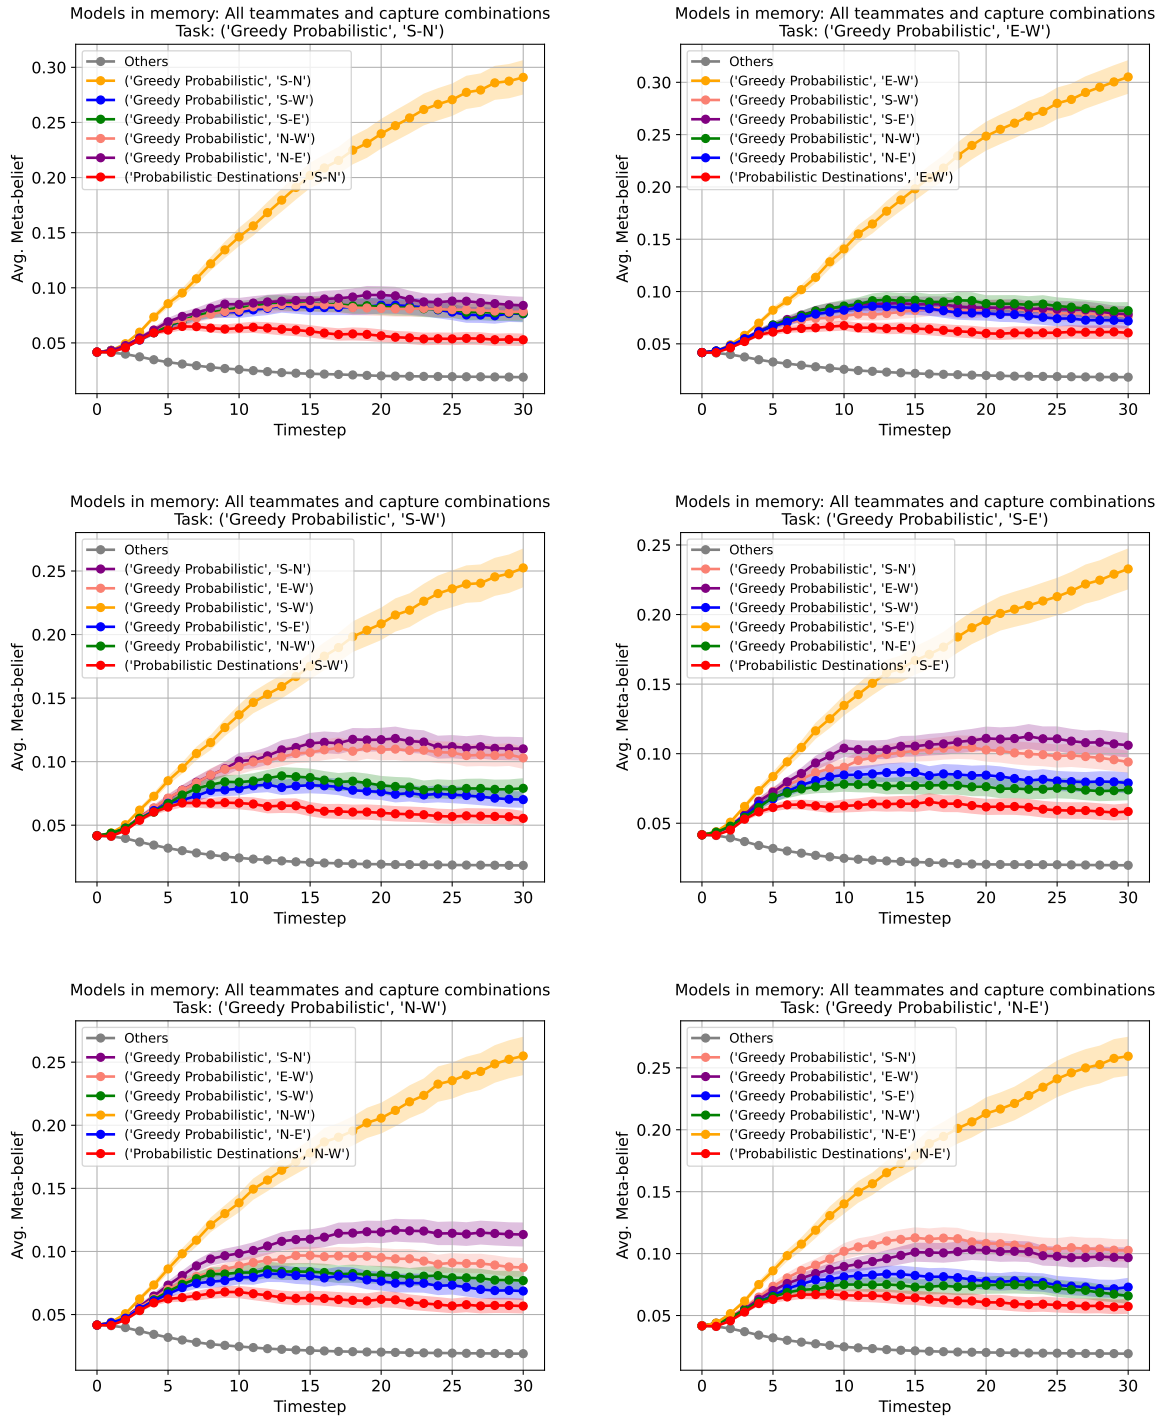 Models in memory: All teammates and capture combinations
Task: ('Greedy Probabilistic', 'S-N')
Others
('Greedy Probabilistic', 'S-N')
('Greedy Probabilistic', 'S-W')
('Greedy Probabilistic', 'S-E')
('Greedy Probabilistic', 'N-W')
('Greedy Probabilistic', 'N-E')
('Probabilistic Destinations', 'S-N')
Avg. Meta-belief
0.30
0.25
0.20
0.15
0.10
0.05
0 5 10 15 20 25 30
Timestep
Models in memory: All teammates and capture combinations
Task: ('Greedy Probabilistic', 'E-W')
Others
('Greedy Probabilistic', 'E-W')
('Greedy Probabilistic', 'S-W')
('Greedy Probabilistic', 'S-E')
('Greedy Probabilistic', 'N-W')
('Greedy Probabilistic', 'N-E')
('Probabilistic Destinations', 'E-W')
Avg. Meta-belief
0.30
0.25
0.20
0.15
0.10
0.05
0 5 10 15 20 25 30
Timestep
Models in memory: All teammates and capture combinations
Task: ('Greedy Probabilistic', 'S-W')
Others
('Greedy Probabilistic', 'S-N')
('Greedy Probabilistic', 'E-W')
('Greedy Probabilistic', 'S-W')
('Greedy Probabilistic', 'S-E')
('Greedy Probabilistic', 'N-W')
('Probabilistic Destinations', 'S-W')
Avg. Meta-belief
0.25
0.20
0.15
0.10
0.05
0 5 10 15 20 25 30
Timestep
Models in memory: All teammates and capture combinations
Task: ('Greedy Probabilistic', 'S-E')
Others
('Greedy Probabilistic', 'S-N')
('Greedy Probabilistic', 'E-W')
('Greedy Probabilistic', 'S-W')
('Greedy Probabilistic', 'S-E')
('Greedy Probabilistic', 'N-E')
('Probabilistic Destinations', 'S-E')
Avg. Meta-belief
0.25
0.20
0.15
0.10
0.05
0 5 10 15 20 25 30
Timestep
Models in memory: All teammates and capture combinations
Task: ('Greedy Probabilistic', 'N-W')
Others
('Greedy Probabilistic', 'S-N')
('Greedy Probabilistic', 'E-W')
('Greedy Probabilistic', 'S-W')
('Greedy Probabilistic', 'N-W')
('Greedy Probabilistic', 'N-E')
('Probabilistic Destinations', 'N-W')
Avg. Meta-belief
0.25
0.20
0.15
0.10
0.05
0 5 10 15 20 25 30
Timestep
Models in memory: All teammates and capture combinations
Task: ('Greedy Probabilistic', 'N-E')
Others
('Greedy Probabilistic', 'S-N')
('Greedy Probabilistic', 'E-W')
('Greedy Probabilistic', 'S-E')
('Greedy Probabilistic', 'N-W')
('Greedy Probabilistic', 'N-E')
('Probabilistic Destinations', 'N-E')
Avg. Meta-belief
0.25
0.20
0.15
0.10
0.05
0 5 10 15 20 25 30
Timestep